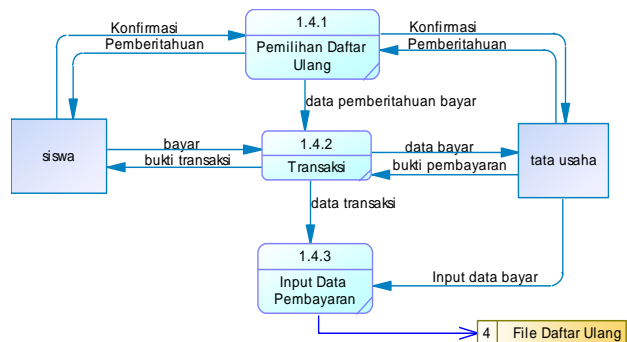 1.4.1
Pemilihan Daftar
Ulang
Konfirmasi
Pemberitahuan
Konfirmasi
Pemberitahuan
data pemberitahuan bayar
siswa
bayar
bukti transaksi
1.4.2
Transaksi
data bayar
bukti pembayaran
tata usaha
data transaksi
1.4.3
Input Data
Pembayaran
Input data bayar
4 File Daftar Ulang